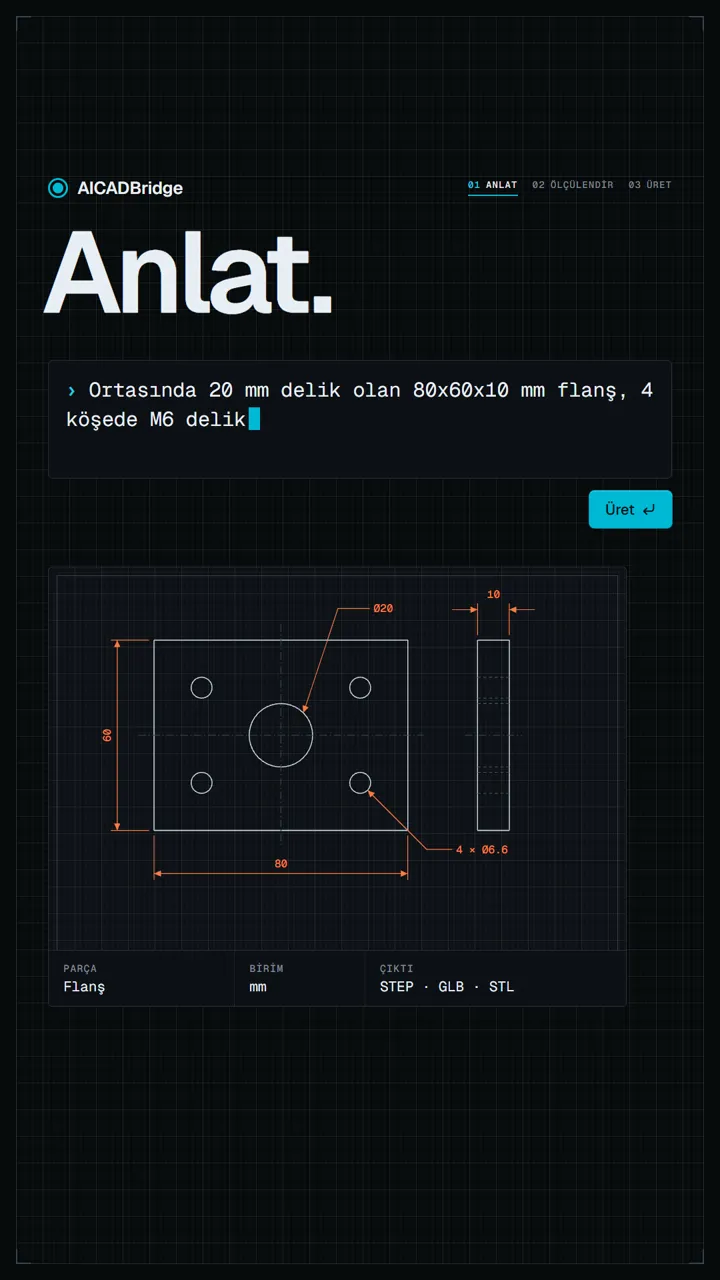 AICADBridge
01 ANLAT 02 ÖLÇÜLENDİR 03 ÜRET
Anlat.
› Ortasında 20 mm delik olan 80x60x10 mm flanş, 4
köşede M6 delik
Üret ↵
Ø20
10
60
4 × Ø6.6
80
PARÇA
Flanş
BİRİM
mm
ÇIKTI
STEP · GLB · STL